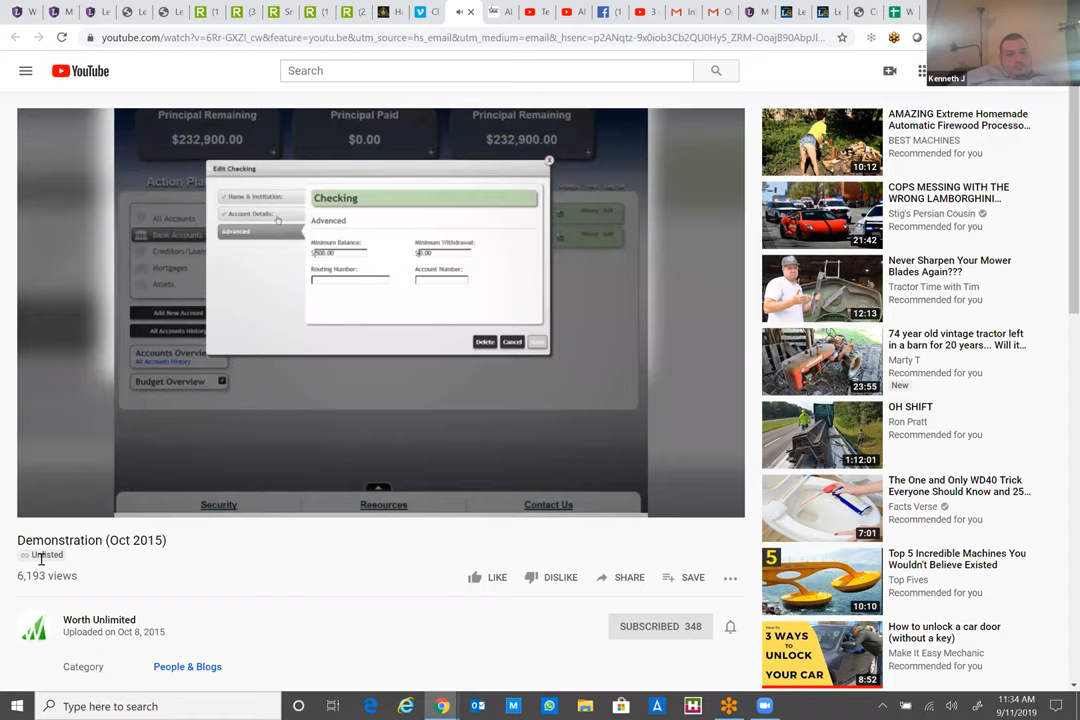 youtube.com/watch?v=6Rr-GXZI_cw&feature=youtu.be&utm_source=hs_email&utm_medium=email&_hsenc=p2ANqtz-9x0iob3Cb2QU0Hy5_ZRM-OoajB90AbpJl...
Kenneth J
YouTube
Search
Principal Remaining
Principal Paid
Principal Remaining
$232,900.00
$0.00
$232,900.00
Action Pla
All Accounts
Bank Accounts
Creditors/Loans
Mortgages
Assets
Add New Account
All Accounts History
Accounts Overvie
All Accounts History
Budget Overview
Edit Checking
Name & Institution:
Account Details:
Advanced
Checking
Advanced
Minimum Balance:
Minimum Withdrawal:
$500.00
$0.00
Routing Number:
Account Number:
Delete
Cancel
Security
Resources
Contact Us
Demonstration (Oct 2015)
Unlisted
6,193 views
LIKE
DISLIKE
SHARE
SAVE
Worth Unlimited
Uploaded on Oct 8, 2015
SUBSCRIBED 348
Category
People & Blogs
AMAZING Extreme Homemade
Automatic Firewood Processo...
BEST MACHINES
Recommended for you
10:12
COPS MESSING WITH THE
WRONG LAMBORGHINI...
Stig's Persian Cousin
Recommended for you
21:42
Never Sharpen Your Mower
Blades Again???
Tractor Time with Tim
Recommended for you
12:13
74 year old vintage tractor left
in a barn for 20 years... Will it...
Marty T
Recommended for you
New
23:55
OH SHIFT
Ron Pratt
Recommended for you
1:12:01
The One and Only WD40 Trick
Everyone Should Know and 25...
Facts Verse
Recommended for you
7:01
Top 5 Incredible Machines You
Wouldn't Believe Existed
Top Fives
Recommended for you
5
10:10
How to unlock a car door
(without a key)
Make It Easy Mechanic
Recommended for you
3 WAYS
TO
UNLOCK
YOUR CAR
8:52
Type here to search
11:34 AM
9/11/2019